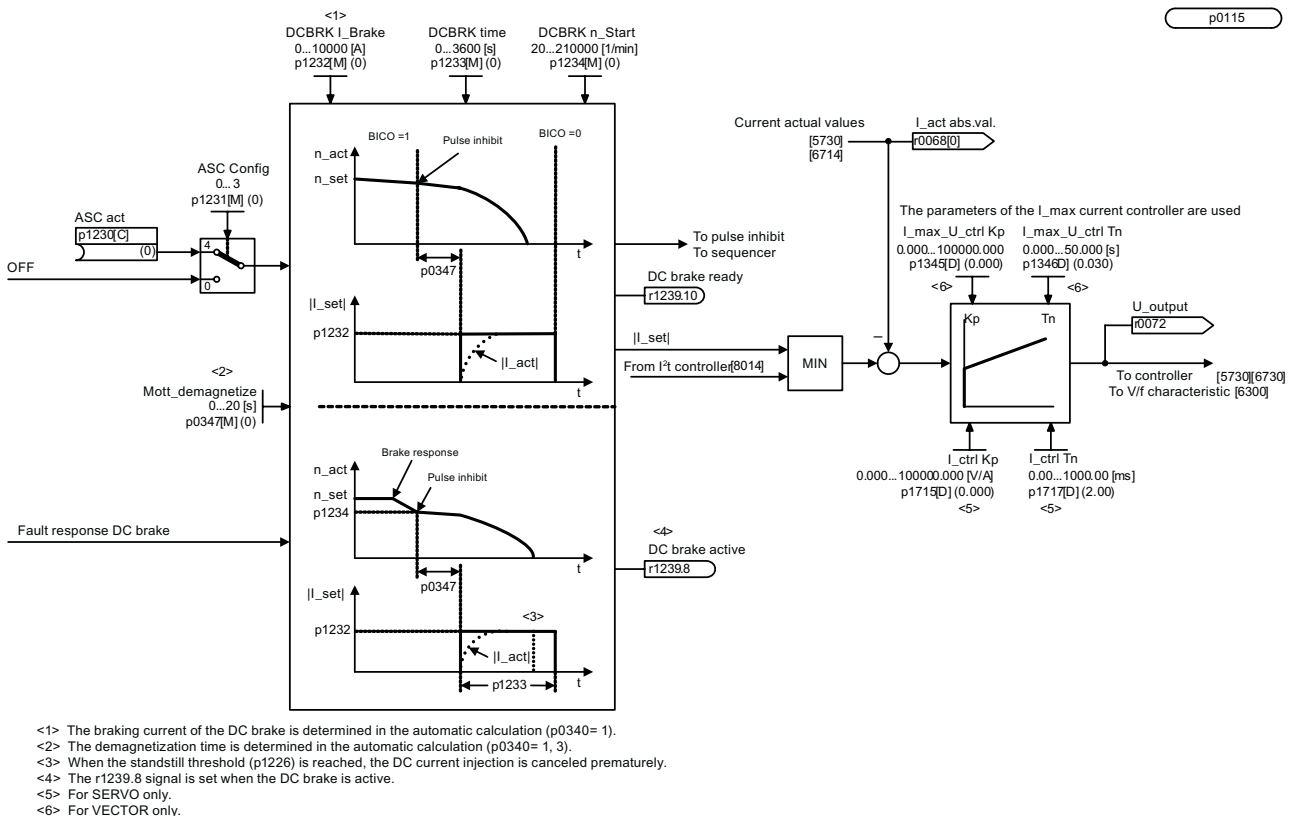 p0115
<1>
DCBRK I_Brake
0...10000 [A]
p1232[M] (0)
DCBRK time
0...3600 [s]
p1233[M] (0)
DCBRK n_Start
20...210000 [1/min]
p1234[M] (0)
ASC Config
0... 3
p1231[M] (0)
ASC act
p1230[C]
(0)
4
0
OFF
BICO =1
BICO =0
Pulse inhibit
n_act
n_set
t
p0347
|I_set|
p1232
|I_act|
t
<2>
Mott_demagnetize
0...20 [s]
p0347[M] (0)
Brake response
n_act
Pulse inhibit
n_set
p1234
t
p0347
Fault response DC brake
|I_set|
<3>
p1232
|I_act|
t
p1233
To pulse inhibit
To sequencer
DC brake ready
r1239.10
|I_set|
From I²t controller[8014]
MIN
<4>
DC brake active
r1239.8
Current actual values
[5730]
[6714]
I_act abs.val.
r0068[0]
The parameters of the I_max current controller are used
I_max_U_ctrl Kp
0.000...100000.000
p1345[D] (0.000)
<6>
I_max_U_ctrl Tn
0.000...50.000 [s]
p1346D] (0.030)
<6>
–
Kp
Tn
U_output
r0072
To controller [5730][6730]
To V/f characteristic [6300]
I_ctrl Kp
0.000...100000.000 [V/A]
p1715[D] (0.000)
<5>
I_ctrl Tn
0.00...1000.00 [ms]
p1717[D] (2.00)
<5>
<1> The braking current of the DC brake is determined in the automatic calculation (p0340= 1).
<2> The demagnetization time is determined in the automatic calculation (p0340= 1, 3).
<3> When the standstill threshold (p1226) is reached, the DC current injection is canceled prematurely.
<4> The r1239.8 signal is set when the DC brake is active.
<5> For SERVO only.
<6> For VECTOR only.